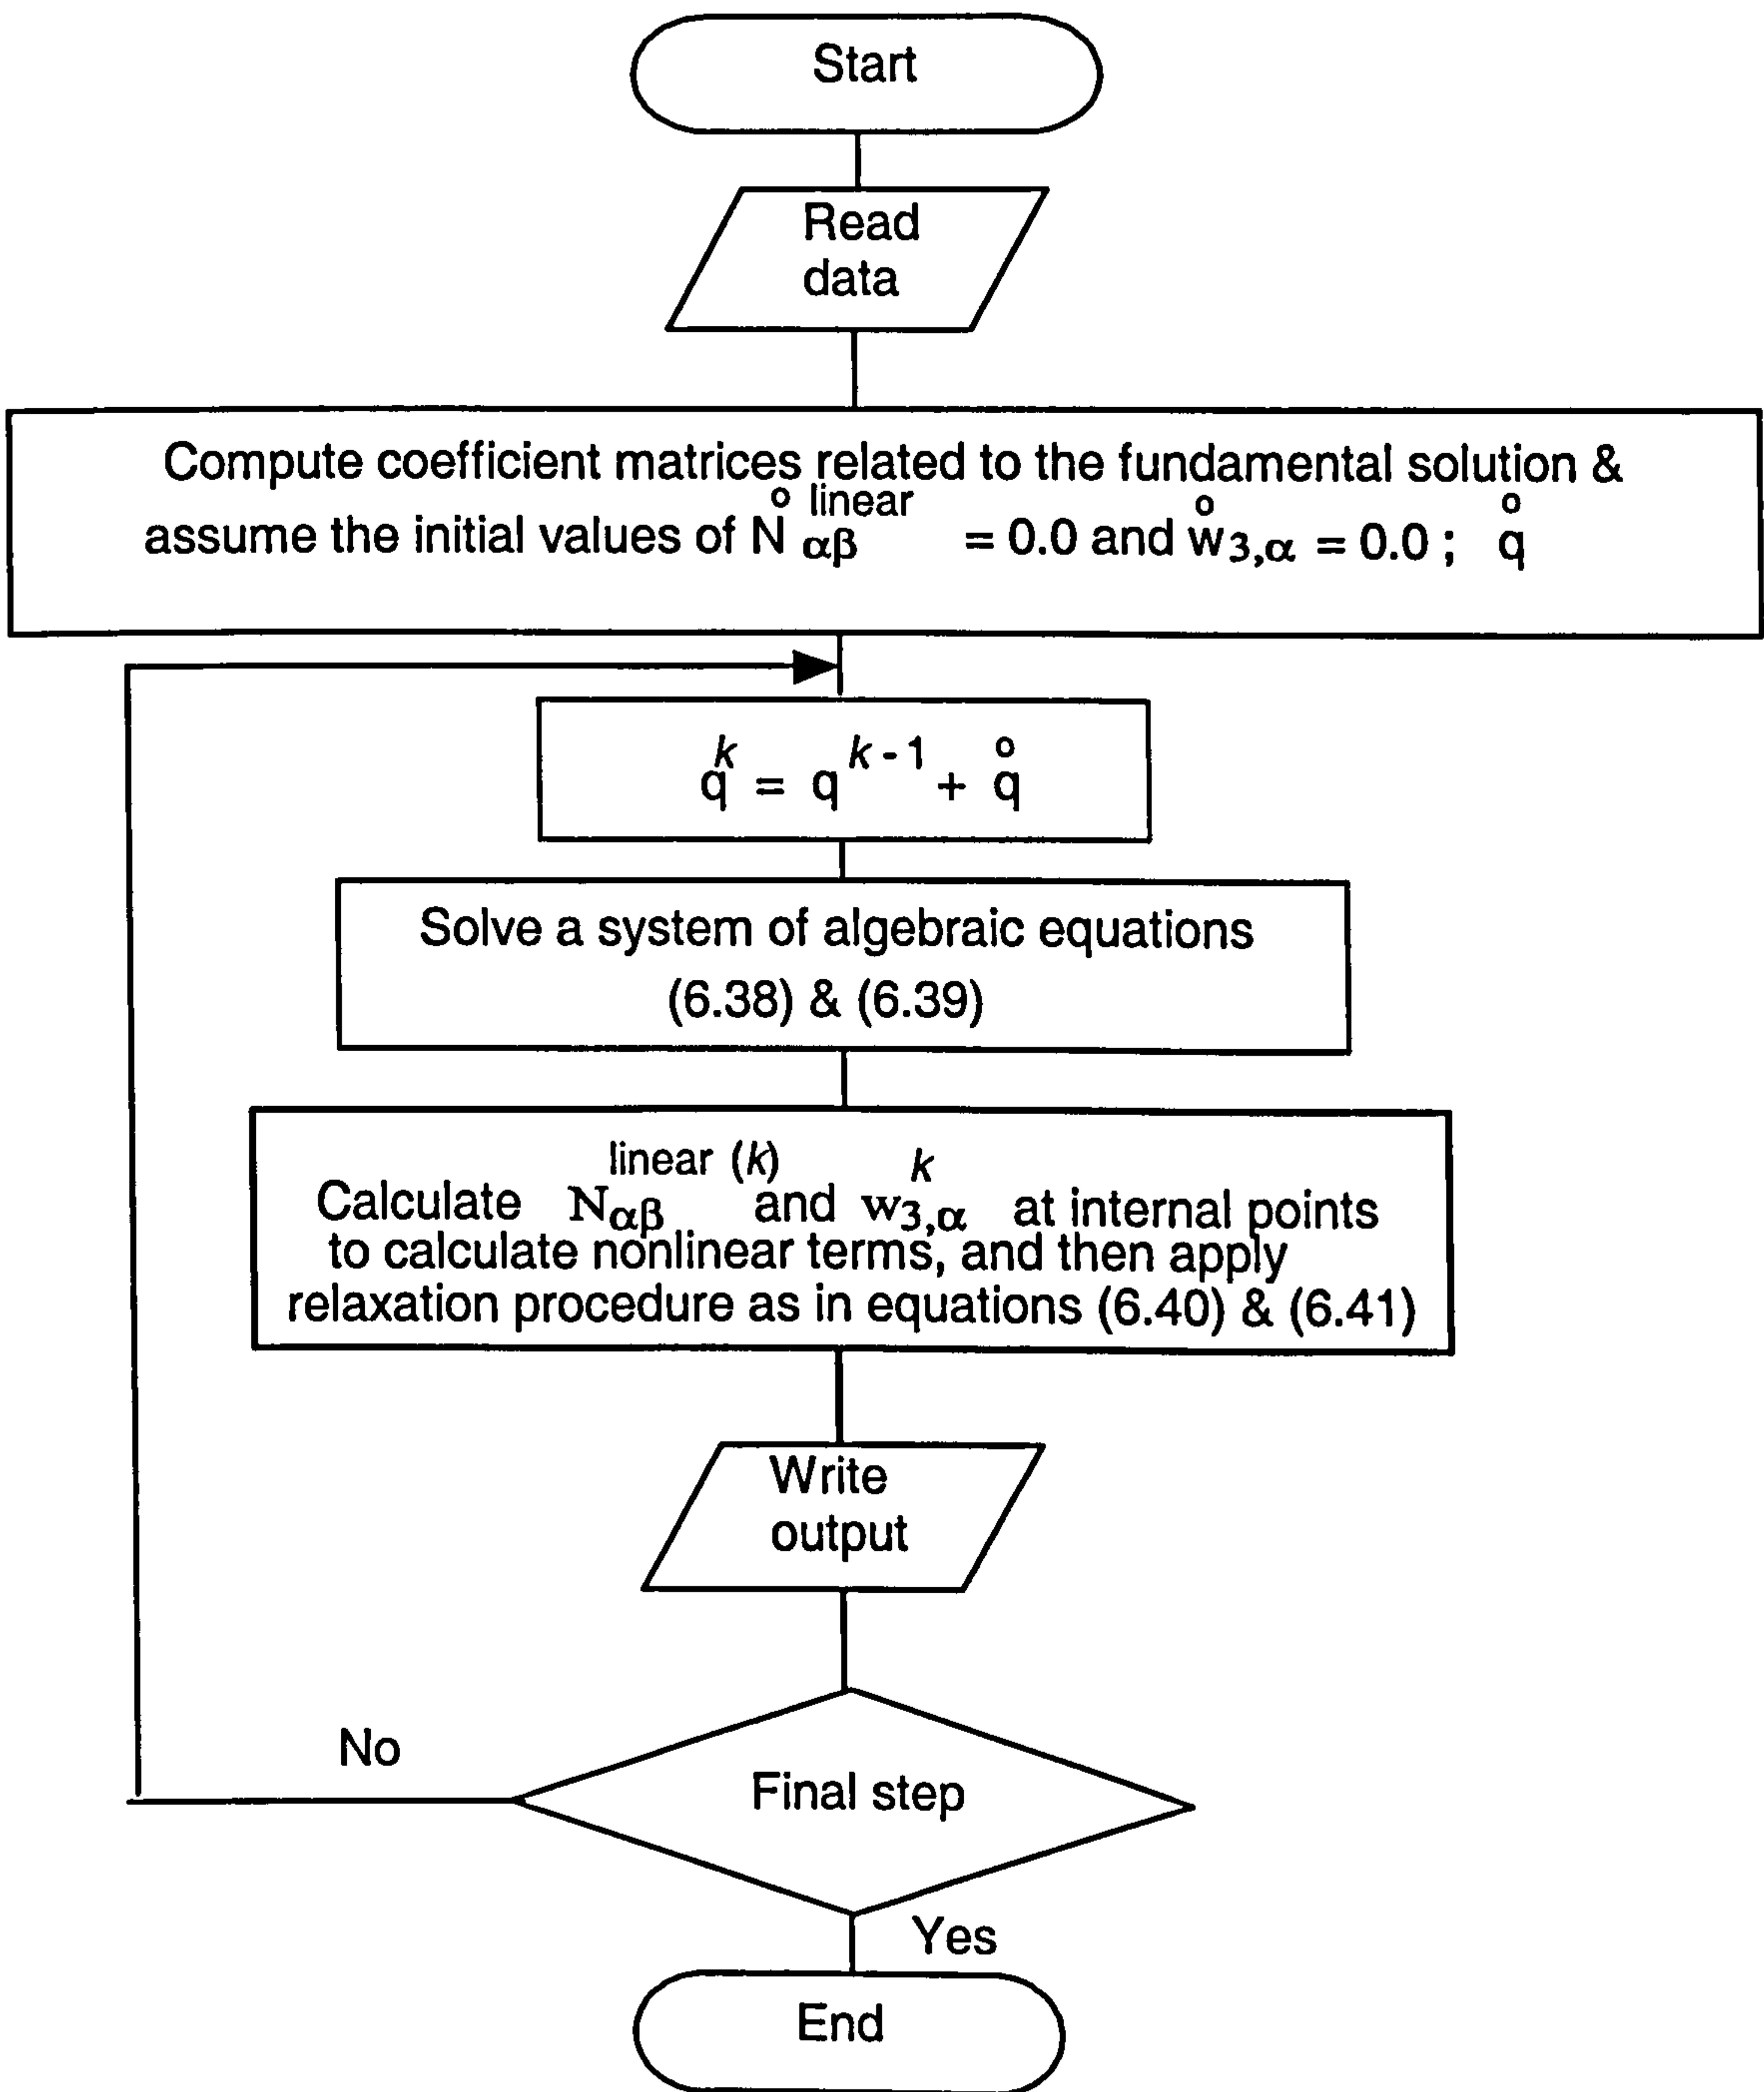 Start
Read
data
Compute coefficient matrices related to the fundamental solution &
o linear o o
assume the initial values of N αβ = 0.0 and w3,α = 0.0 ; q
k k - 1 o
q = q + q
Solve a system of algebraic equations
(6.38) & (6.39)
linear (k) k
Calculate Nαβ and w3,α at internal points
to calculate nonlinear terms, and then apply
relaxation procedure as in equations (6.40) & (6.41)
Write
output
No
Final step
Yes
End